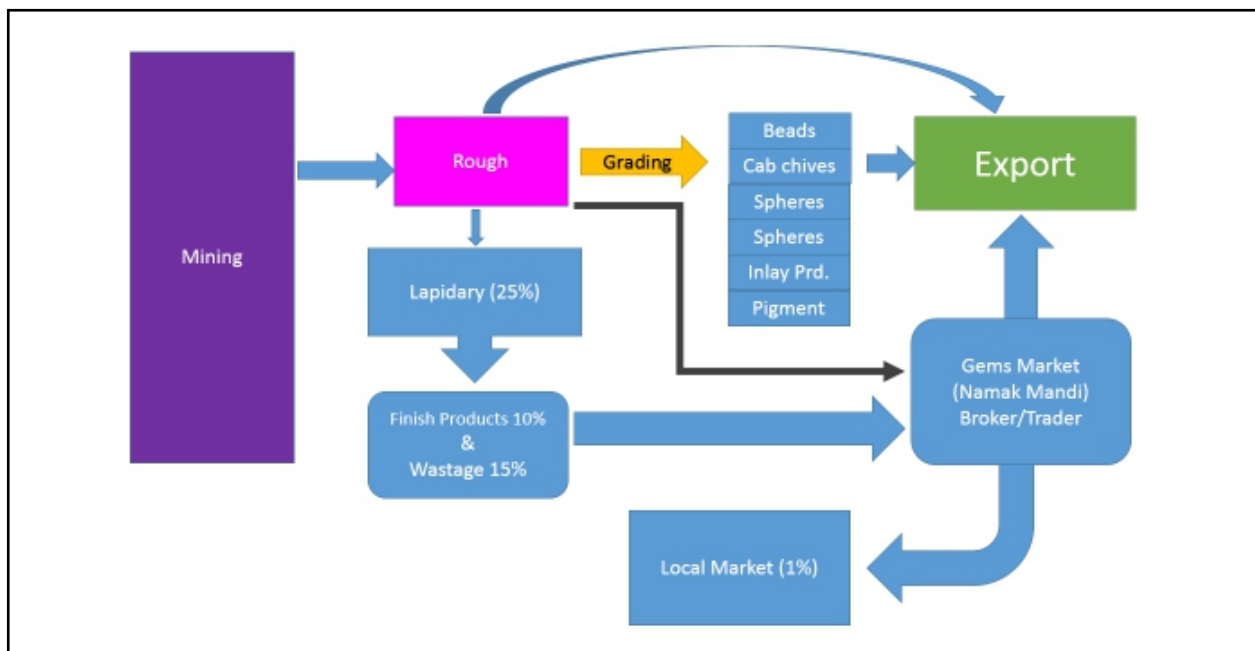 Mining
Rough
Grading
Beads
Cab chives
Spheres
Spheres
Inlay Prd.
Pigment
Export
Lapidary (25%)
Finish Products 10%
&
Wastage 15%
Gems Market
(Namak Mandi)
Broker/Trader
Local Market (1%)